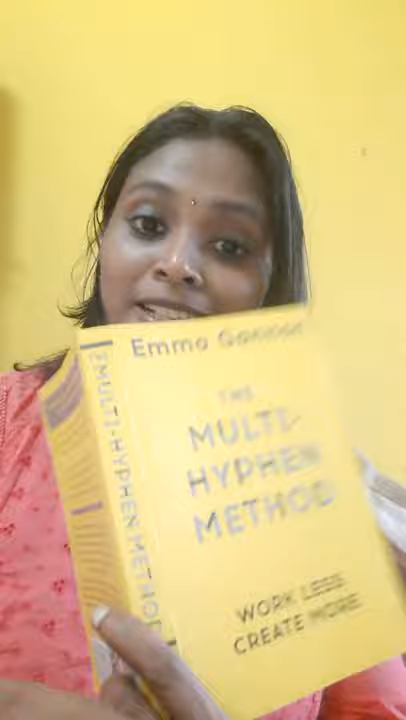 Emma Gannon
THE
MULTI-
HYPHEN
METHOD
WORK LESS
CREATE MORE
MULTI-HYPHEN METHOD